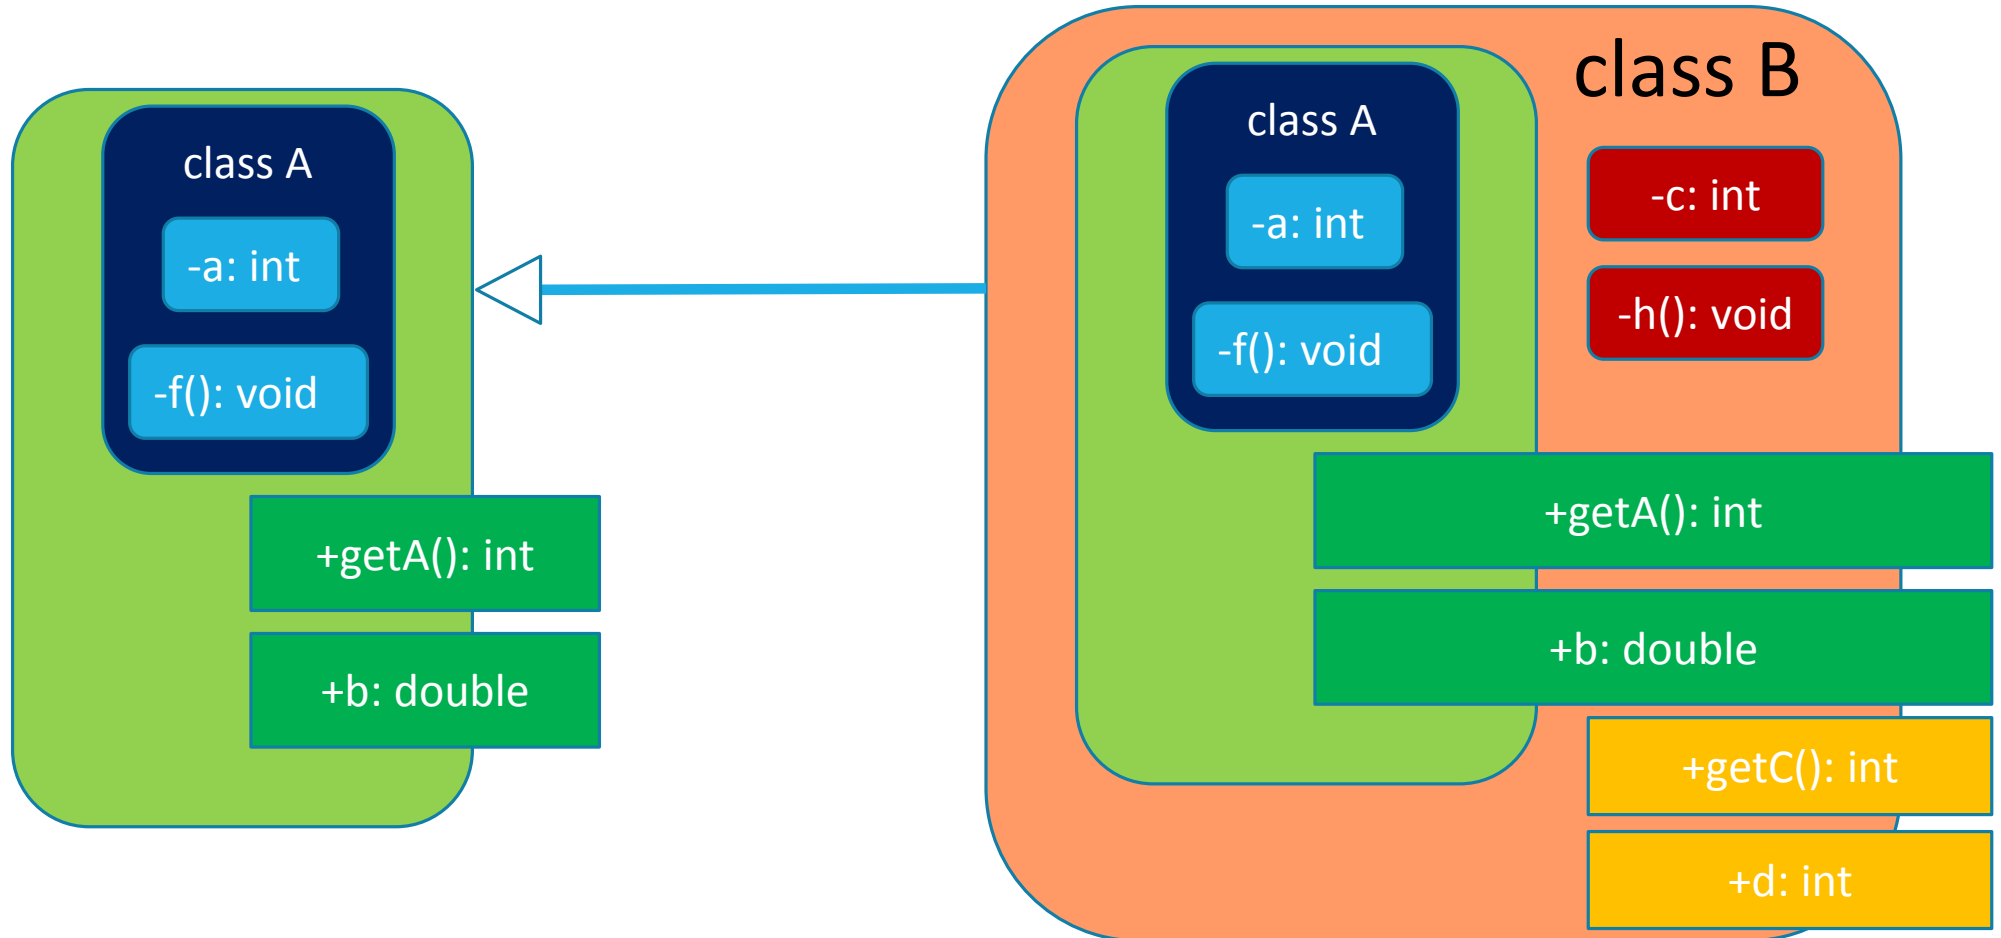 class A
-a: int
-f(): void
+getA(): int
+b: double
class B
class A
-a: int
-f(): void
-c: int
-h(): void
+getA(): int
+b: double
+getC(): int
+d: int